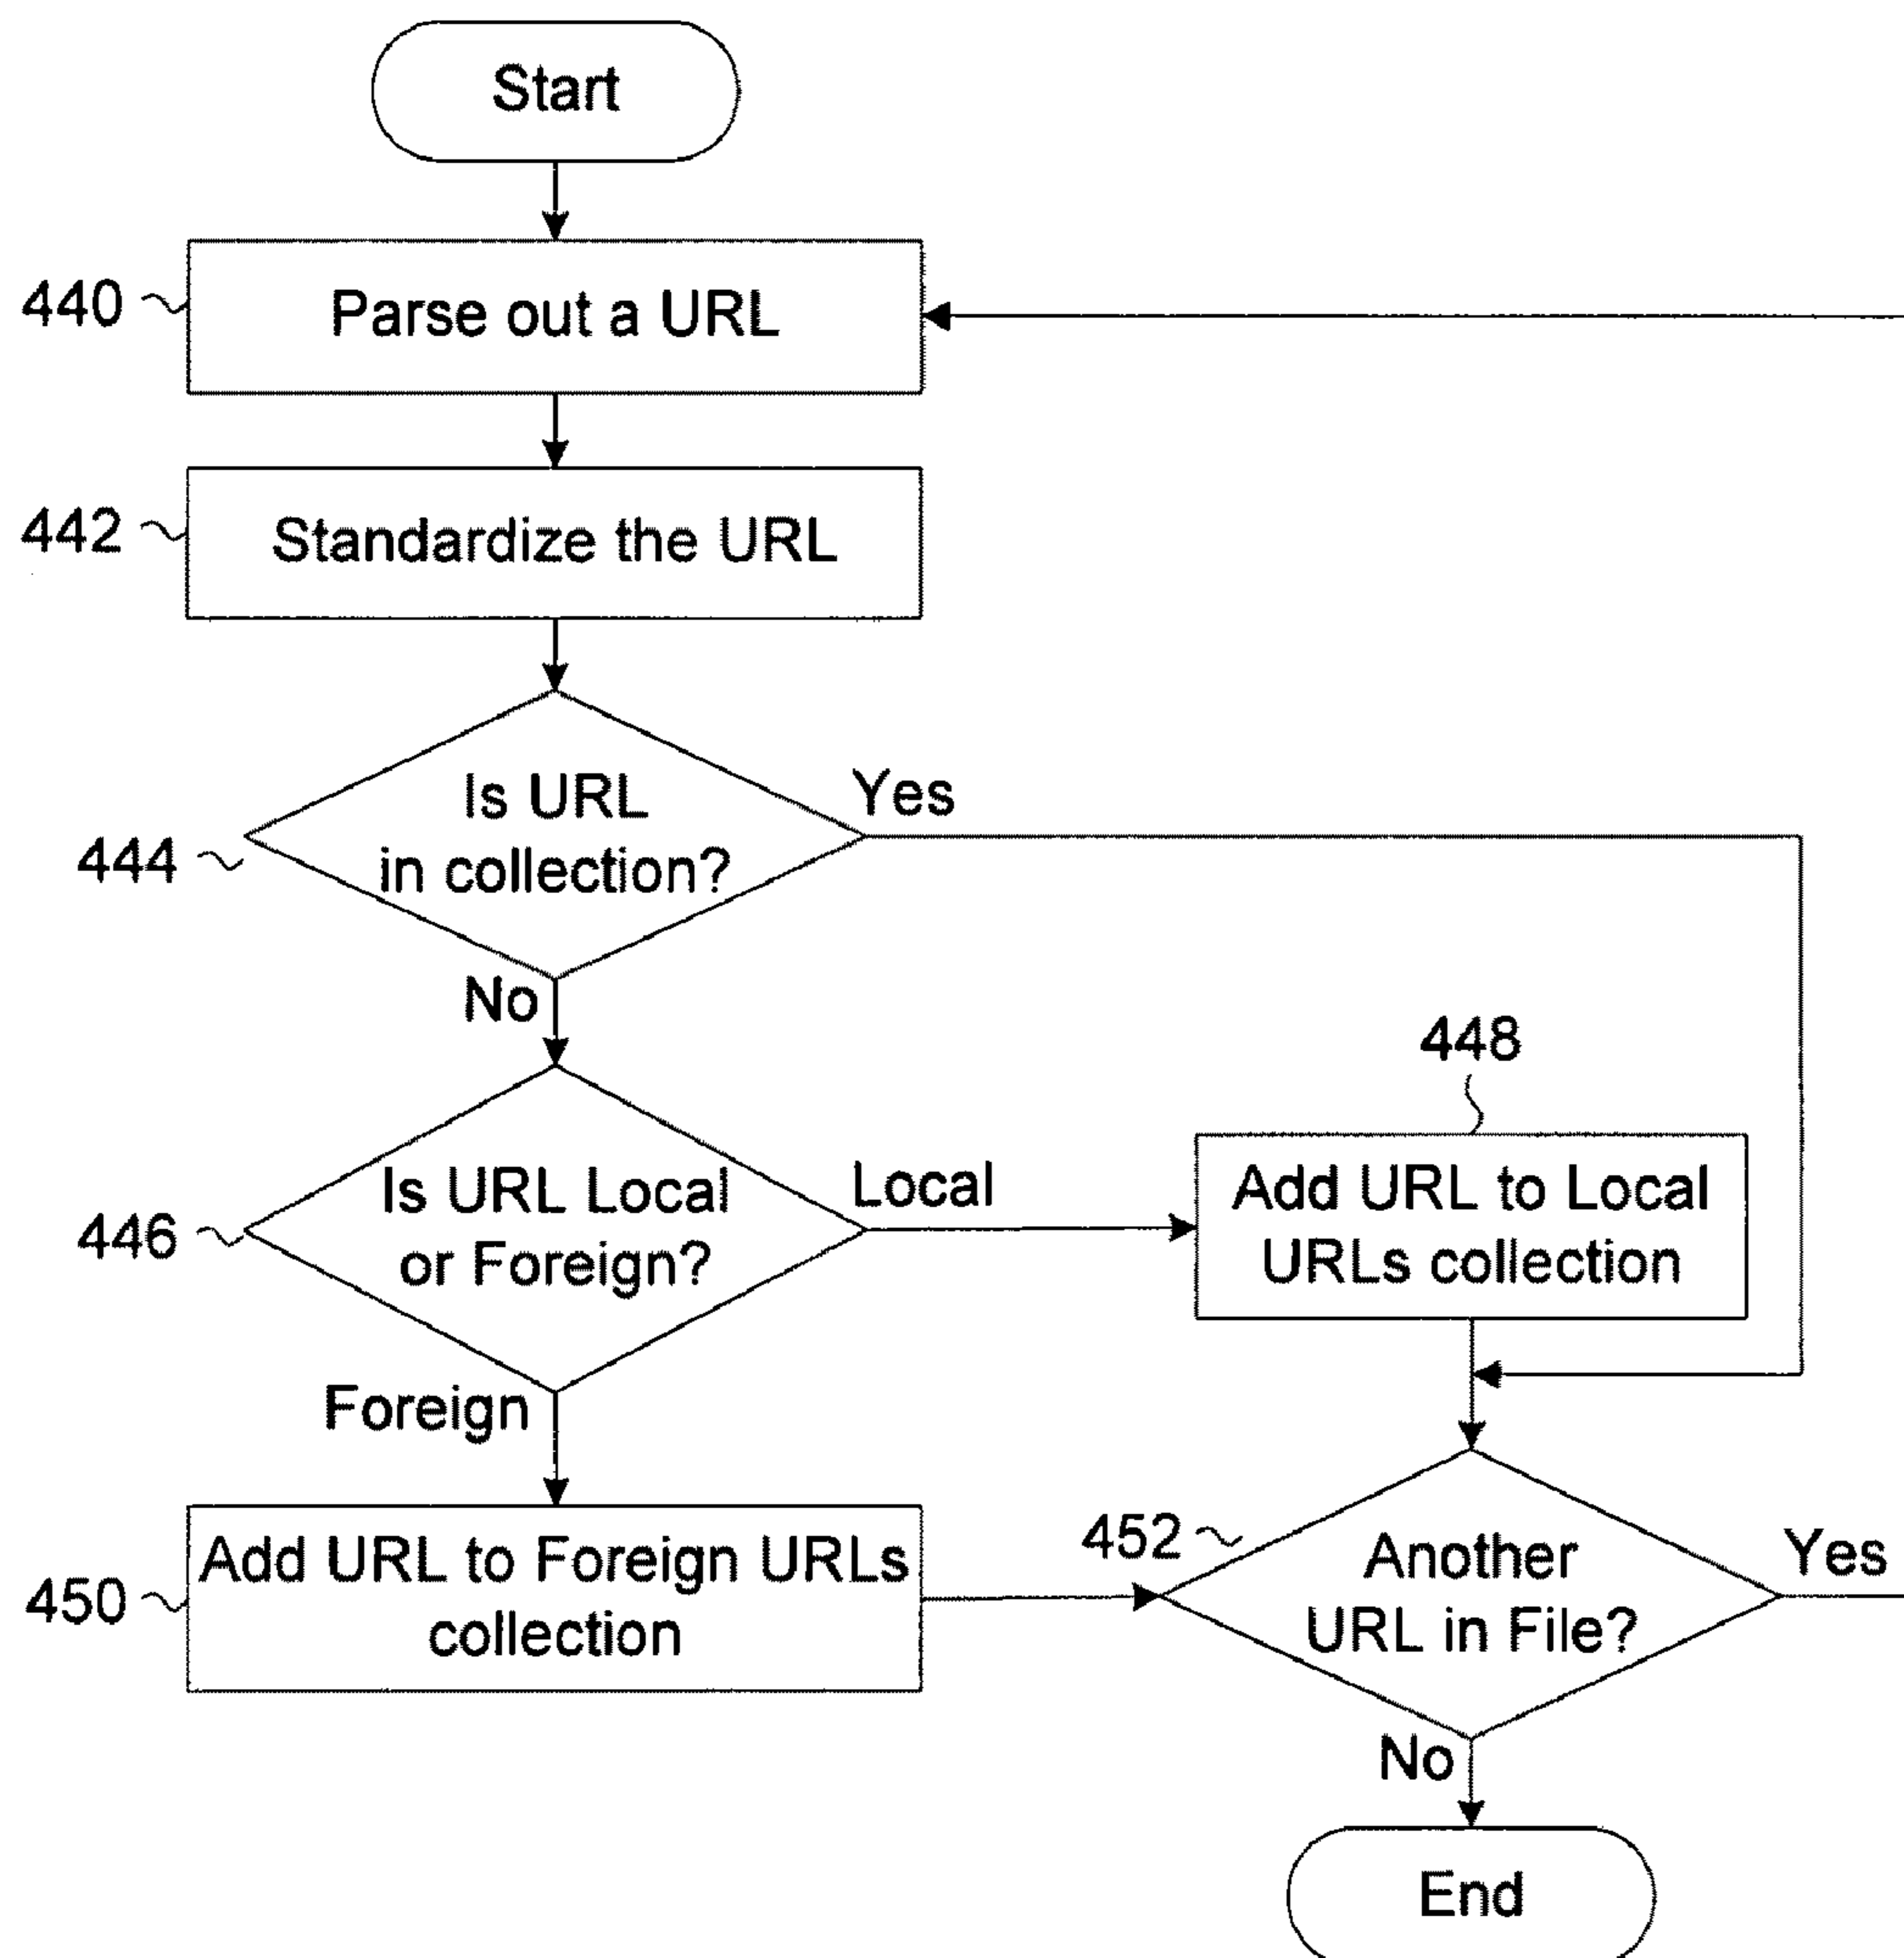 Start
440
Parse out a URL
442
Standardize the URL
Is URL
in collection?
Yes
444
No
448
Is URL Local
or Foreign?
Local
446
Add URL to Local
URLs collection
Foreign
450
Add URL to Foreign URLs
collection
452
Another
URL in File?
Yes
No
End